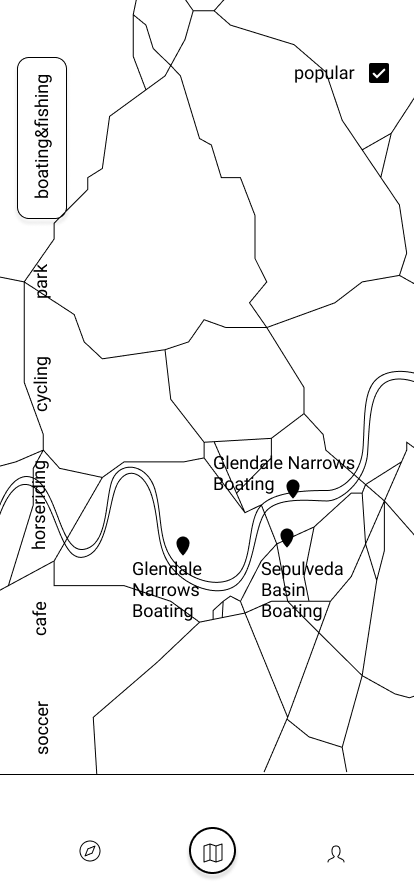 popular
boating&fishing
park
cycling
horseriding
cafe
soccer
Glendale Narrows
Boating
Glendale
Narrows
Boating
Sepulveda
Basin
Boating